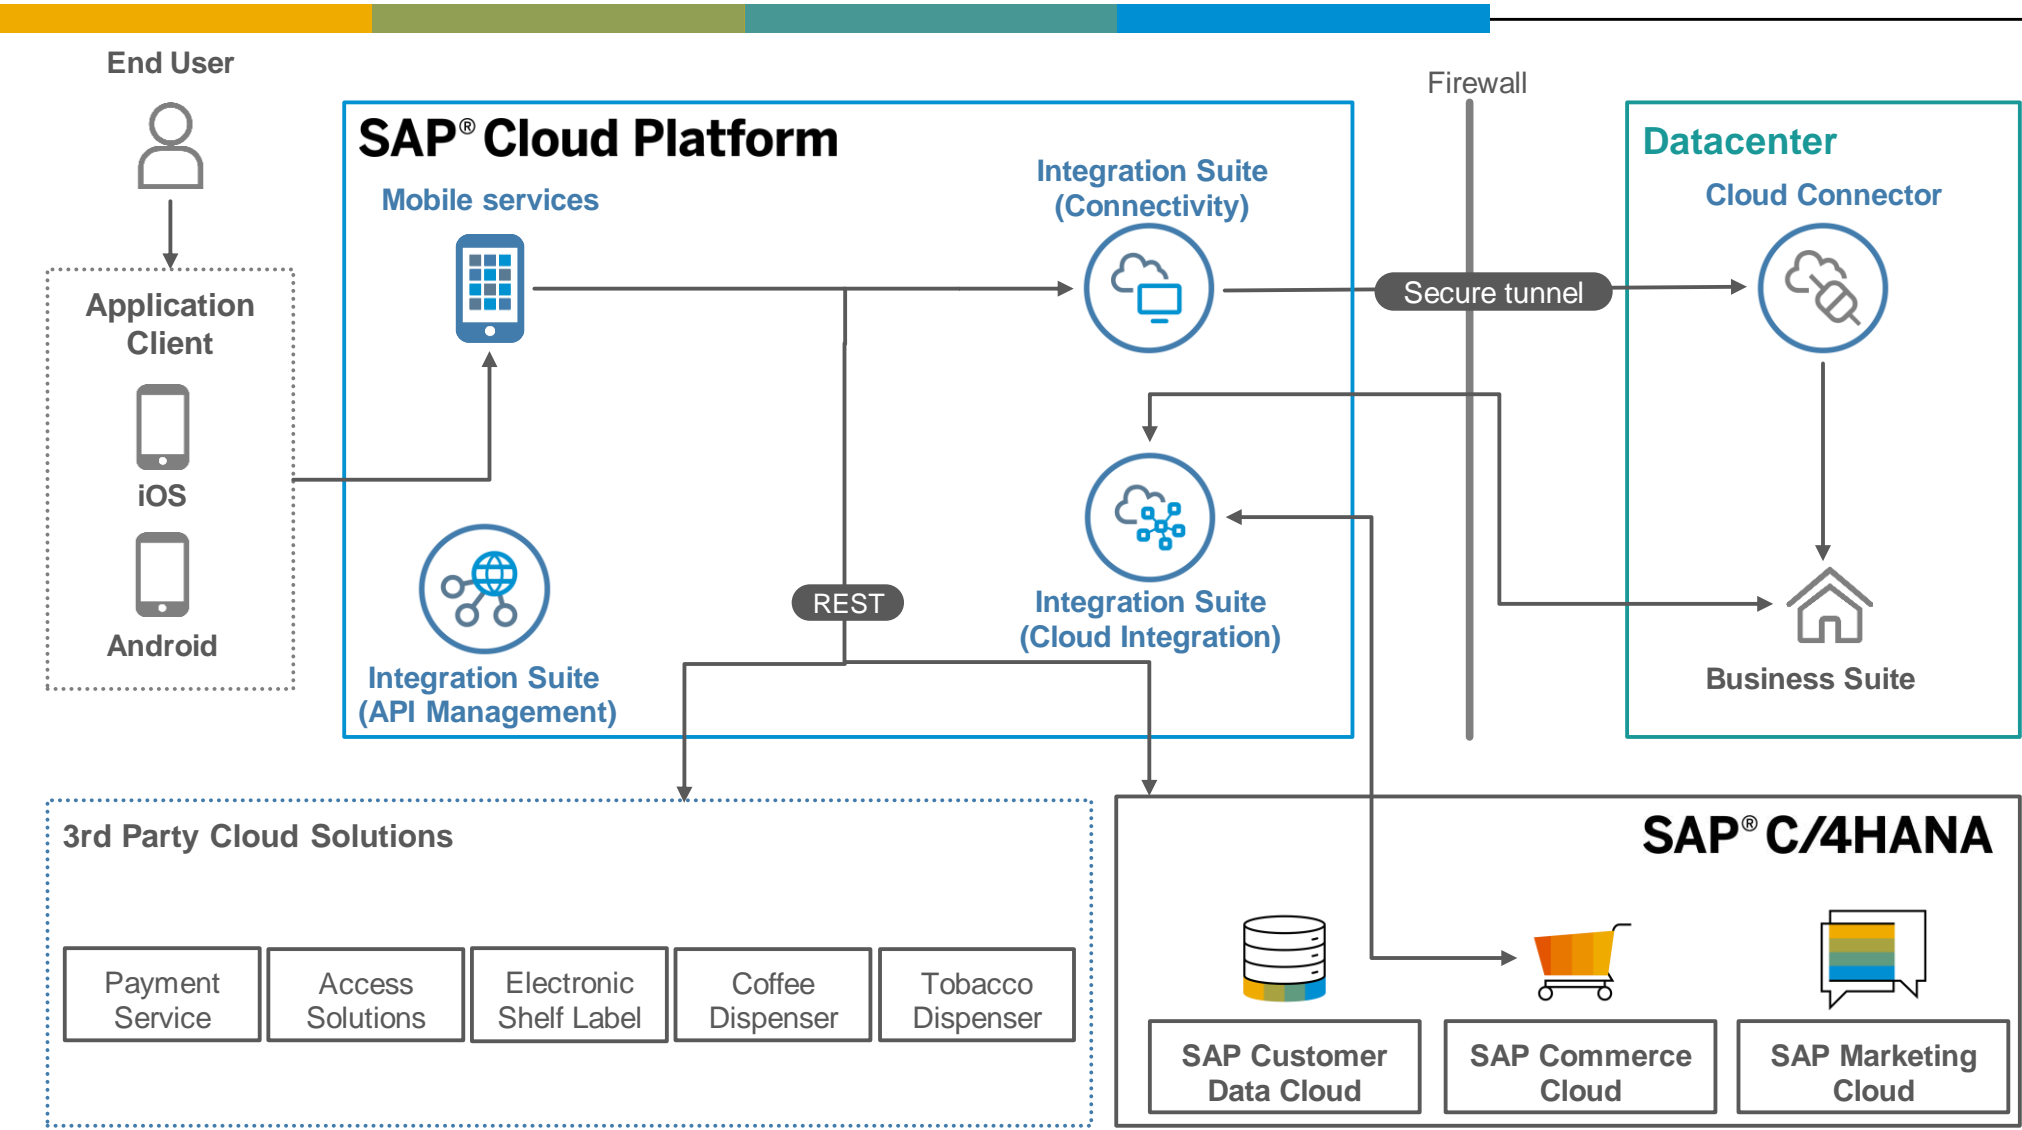 End User
Firewall
SAP® Cloud Platform
Datacenter
Integration Suite
(Connectivity)
Mobile services
Cloud Connector
Application
Client
Secure tunnel
iOS
REST
Integration Suite
(Cloud Integration)
Android
Integration Suite
(API Management)
Business Suite
3rd Party Cloud Solutions
SAP® C/4HANA
Payment
Service
Access
Solutions
Electronic
Shelf Label
Coffee
Dispenser
Tobacco
Dispenser
SAP Customer
Data Cloud
SAP Commerce
Cloud
SAP Marketing
Cloud